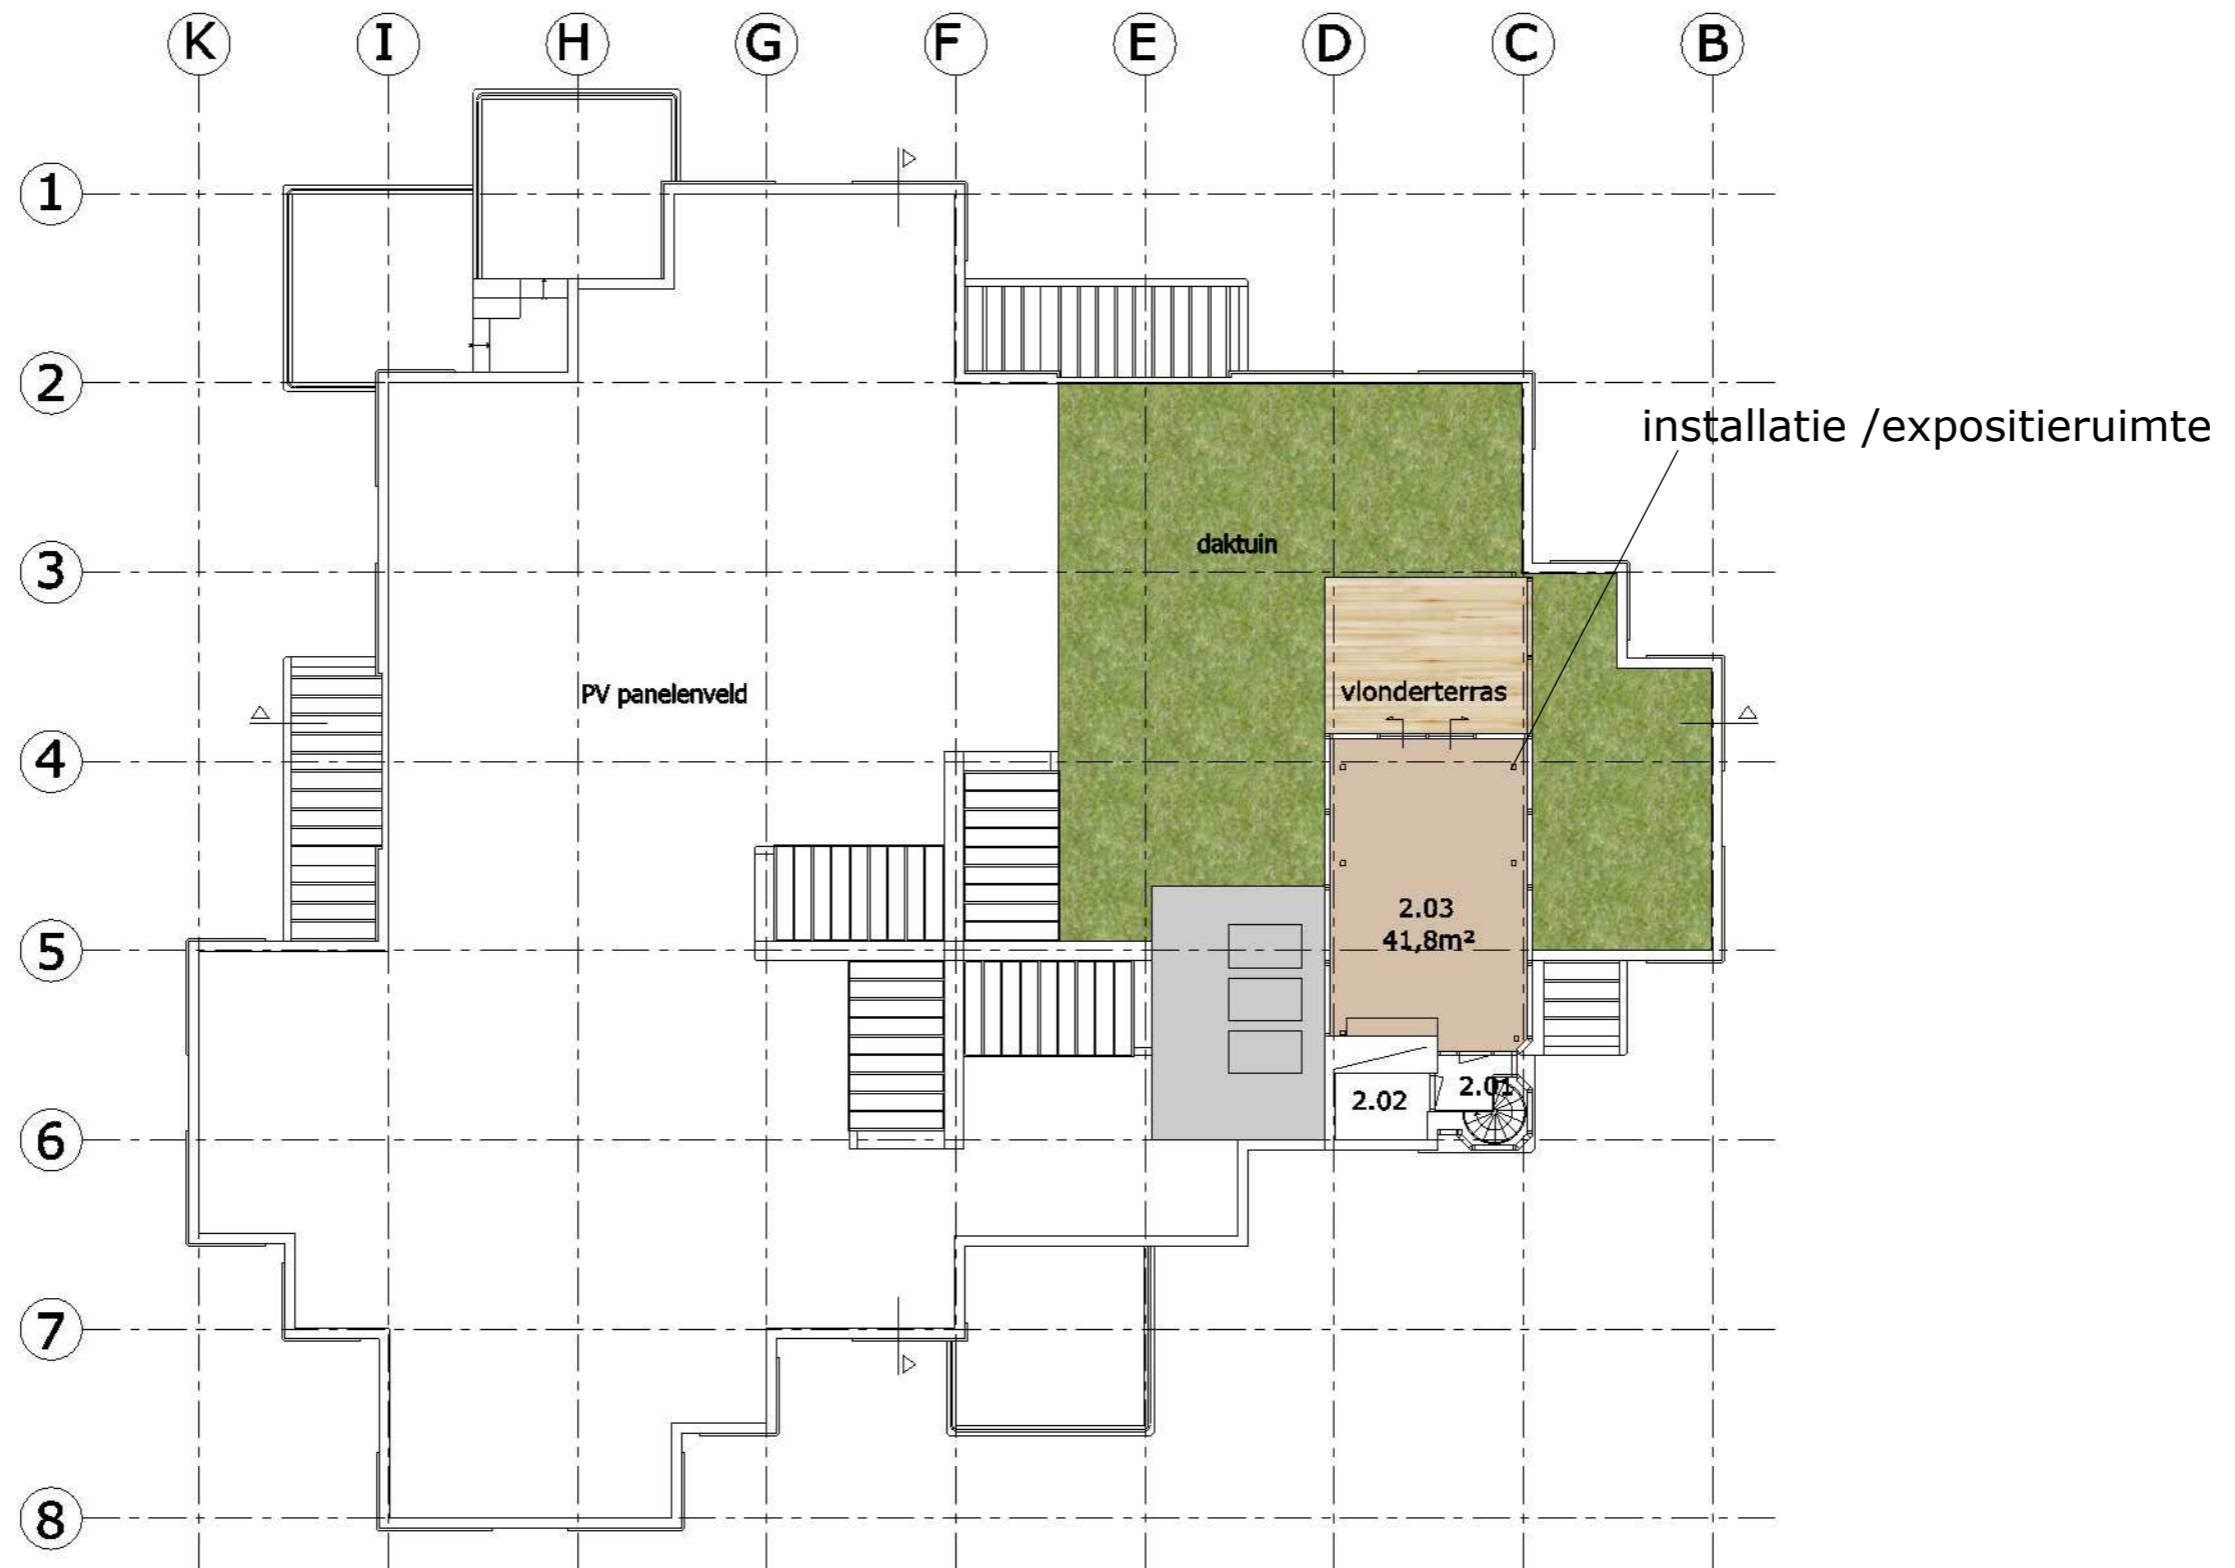 K I H G F E D C B
1
2
installatie /expositieruimte
daktuin
3
PV panelenveld
vlonderterras
4
2.03
41,8m²
5
2.01
2.02
6
7
8